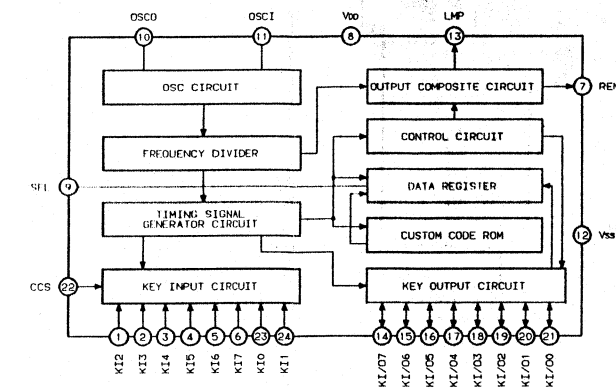 OSCO OSCI VDD LMP
10 11 8 13
OSC CIRCUIT OUTPUT COMPOSITE CIRCUIT 7 REM
FREQUENCY DIVIDER CONTROL CIRCUIT
SEL 9 DATA REGISTER
TIMING SIGNAL
GENERATOR CIRCUIT CUSTOM CODE ROM 12 Vss
CCS 22 KEY INPUT CIRCUIT KEY OUTPUT CIRCUIT
1 2 3 4 5 6 23 24 14 15 16 17 18 19 20 21
KI2 KI3 KI4 KI5 KI6 KI7 KI0 KI1 KI/O7 KI/O6 KI/O5 KI/O4 KI/O3 KI/O2 KI/O1 KI/O0